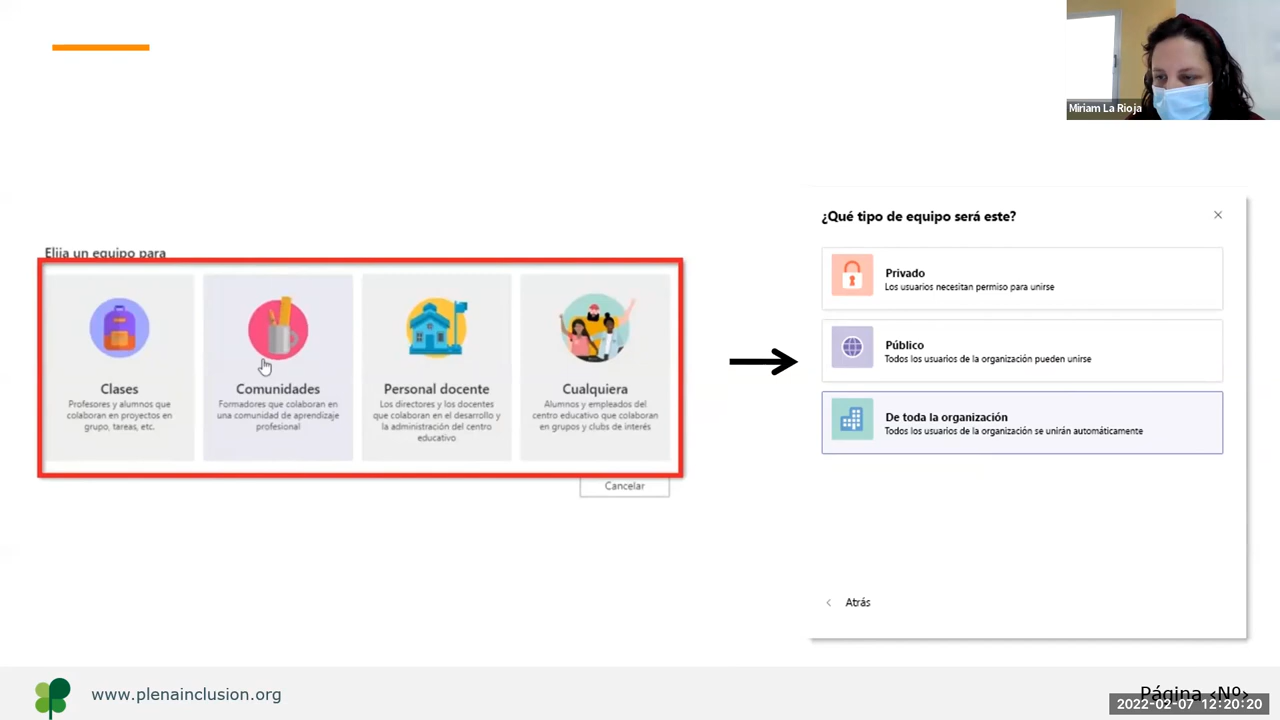 Miriam La Rioja
Elija un equipo para
Clases
Profesores y alumnos que
colaboran en proyectos en
grupo, tareas, etc.
Comunidades
Formadores que colaboran en
una comunidad de aprendizaje
profesional
Personal docente
Los directores y los docentes
que colaboran en el desarrollo y
la administración del centro
educativo
Cualquiera
Alumnos y empleados del
centro educativo que colaboran
en grupos y clubs de interés
Cancelar
¿Qué tipo de equipo será este?
Privado
Los usuarios necesitan permiso para unirse
Público
Todos los usuarios de la organización pueden unirse
De toda la organización
Todos los usuarios de la organización se unirán automáticamente
Atrás
www.plenainclusion.org
Página ‹Nº›
2022-02-07 12:20:20